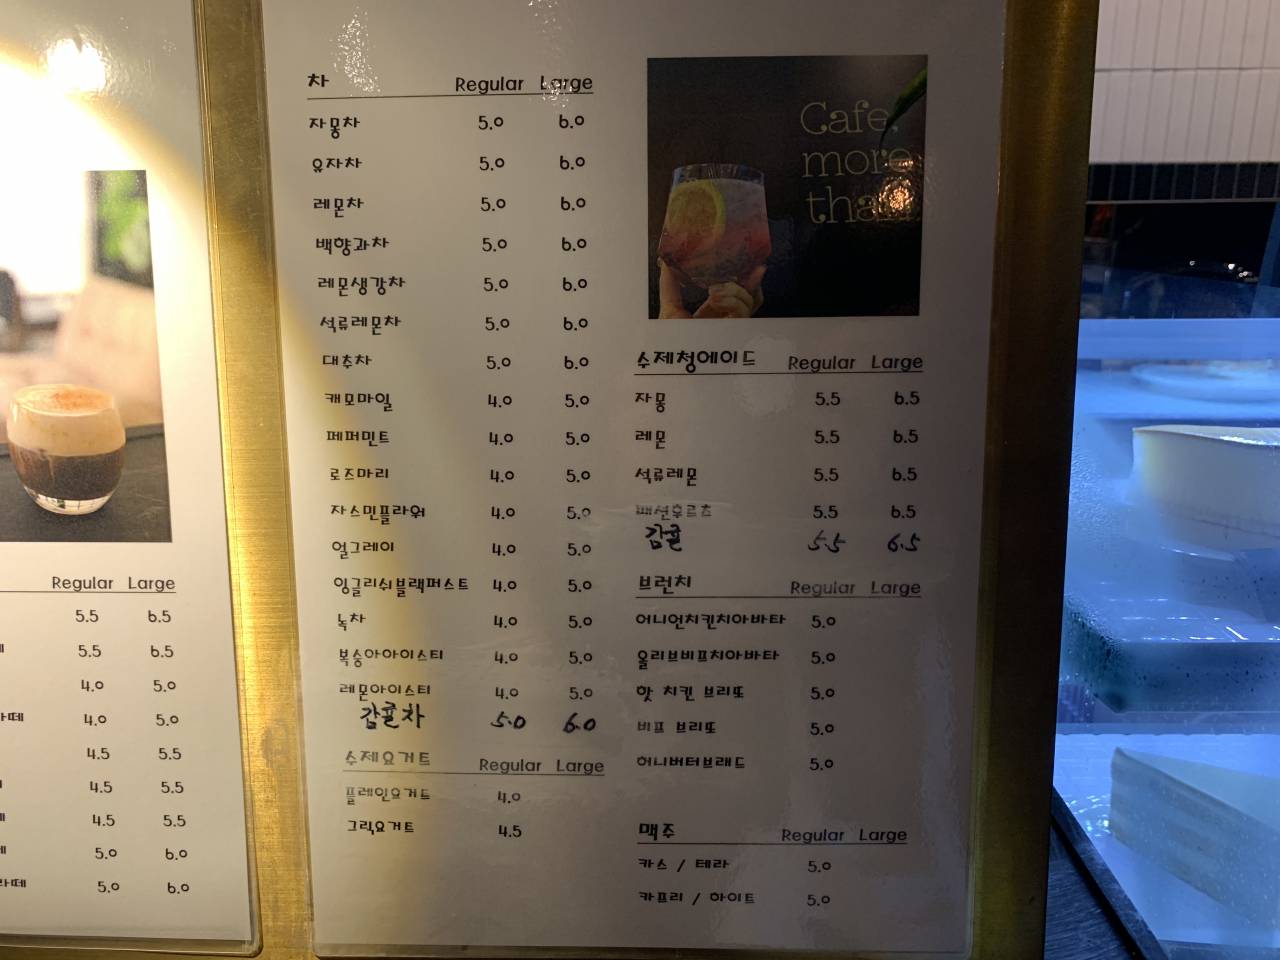 Regular Large
5.5 6.5
5.5 6.5
4.0 5.0
라떼 4.0 5.0
4.5 5.5
4.5 5.5
4.5 5.5
5.0 6.0
라떼 5.0 6.0
차 Regular Large
자몽차 5.0 6.0
유자차 5.0 6.0
레몬차 5.0 6.0
백향과차 5.0 6.0
레몬생강차 5.0 6.0
석류레몬차 5.0 6.0
대추차 5.0 6.0
캐모마일 4.0 5.0
페퍼민트 4.0 5.0
로즈마리 4.0 5.0
자스민플라워 4.0 5.0
얼그레이 4.0 5.0
잉글리쉬블랙퍼스트 4.0 5.0
녹차 4.0 5.0
복숭아아이스티 4.0 5.0
레몬아이스티 4.0 5.0
감귤차 5.0 6.0
수제요거트 Regular Large
플레인요거트 4.0
그릭요거트 4.5
Cafe,
more
than
수제청에이드 Regular Large
자몽 5.5 6.5
레몬 5.5 6.5
석류레몬 5.5 6.5
패션후르츠 5.5 6.5
감귤 5.5 6.5
브런치 Regular Large
어니언치킨치아바타 5.0
올리브비프치아바타 5.0
핫 치킨 브리또 5.0
비프 브리또 5.0
허니버터브래드 5.0
맥주 Regular Large
카스 / 테라 5.0
카프리 / 하이트 5.0